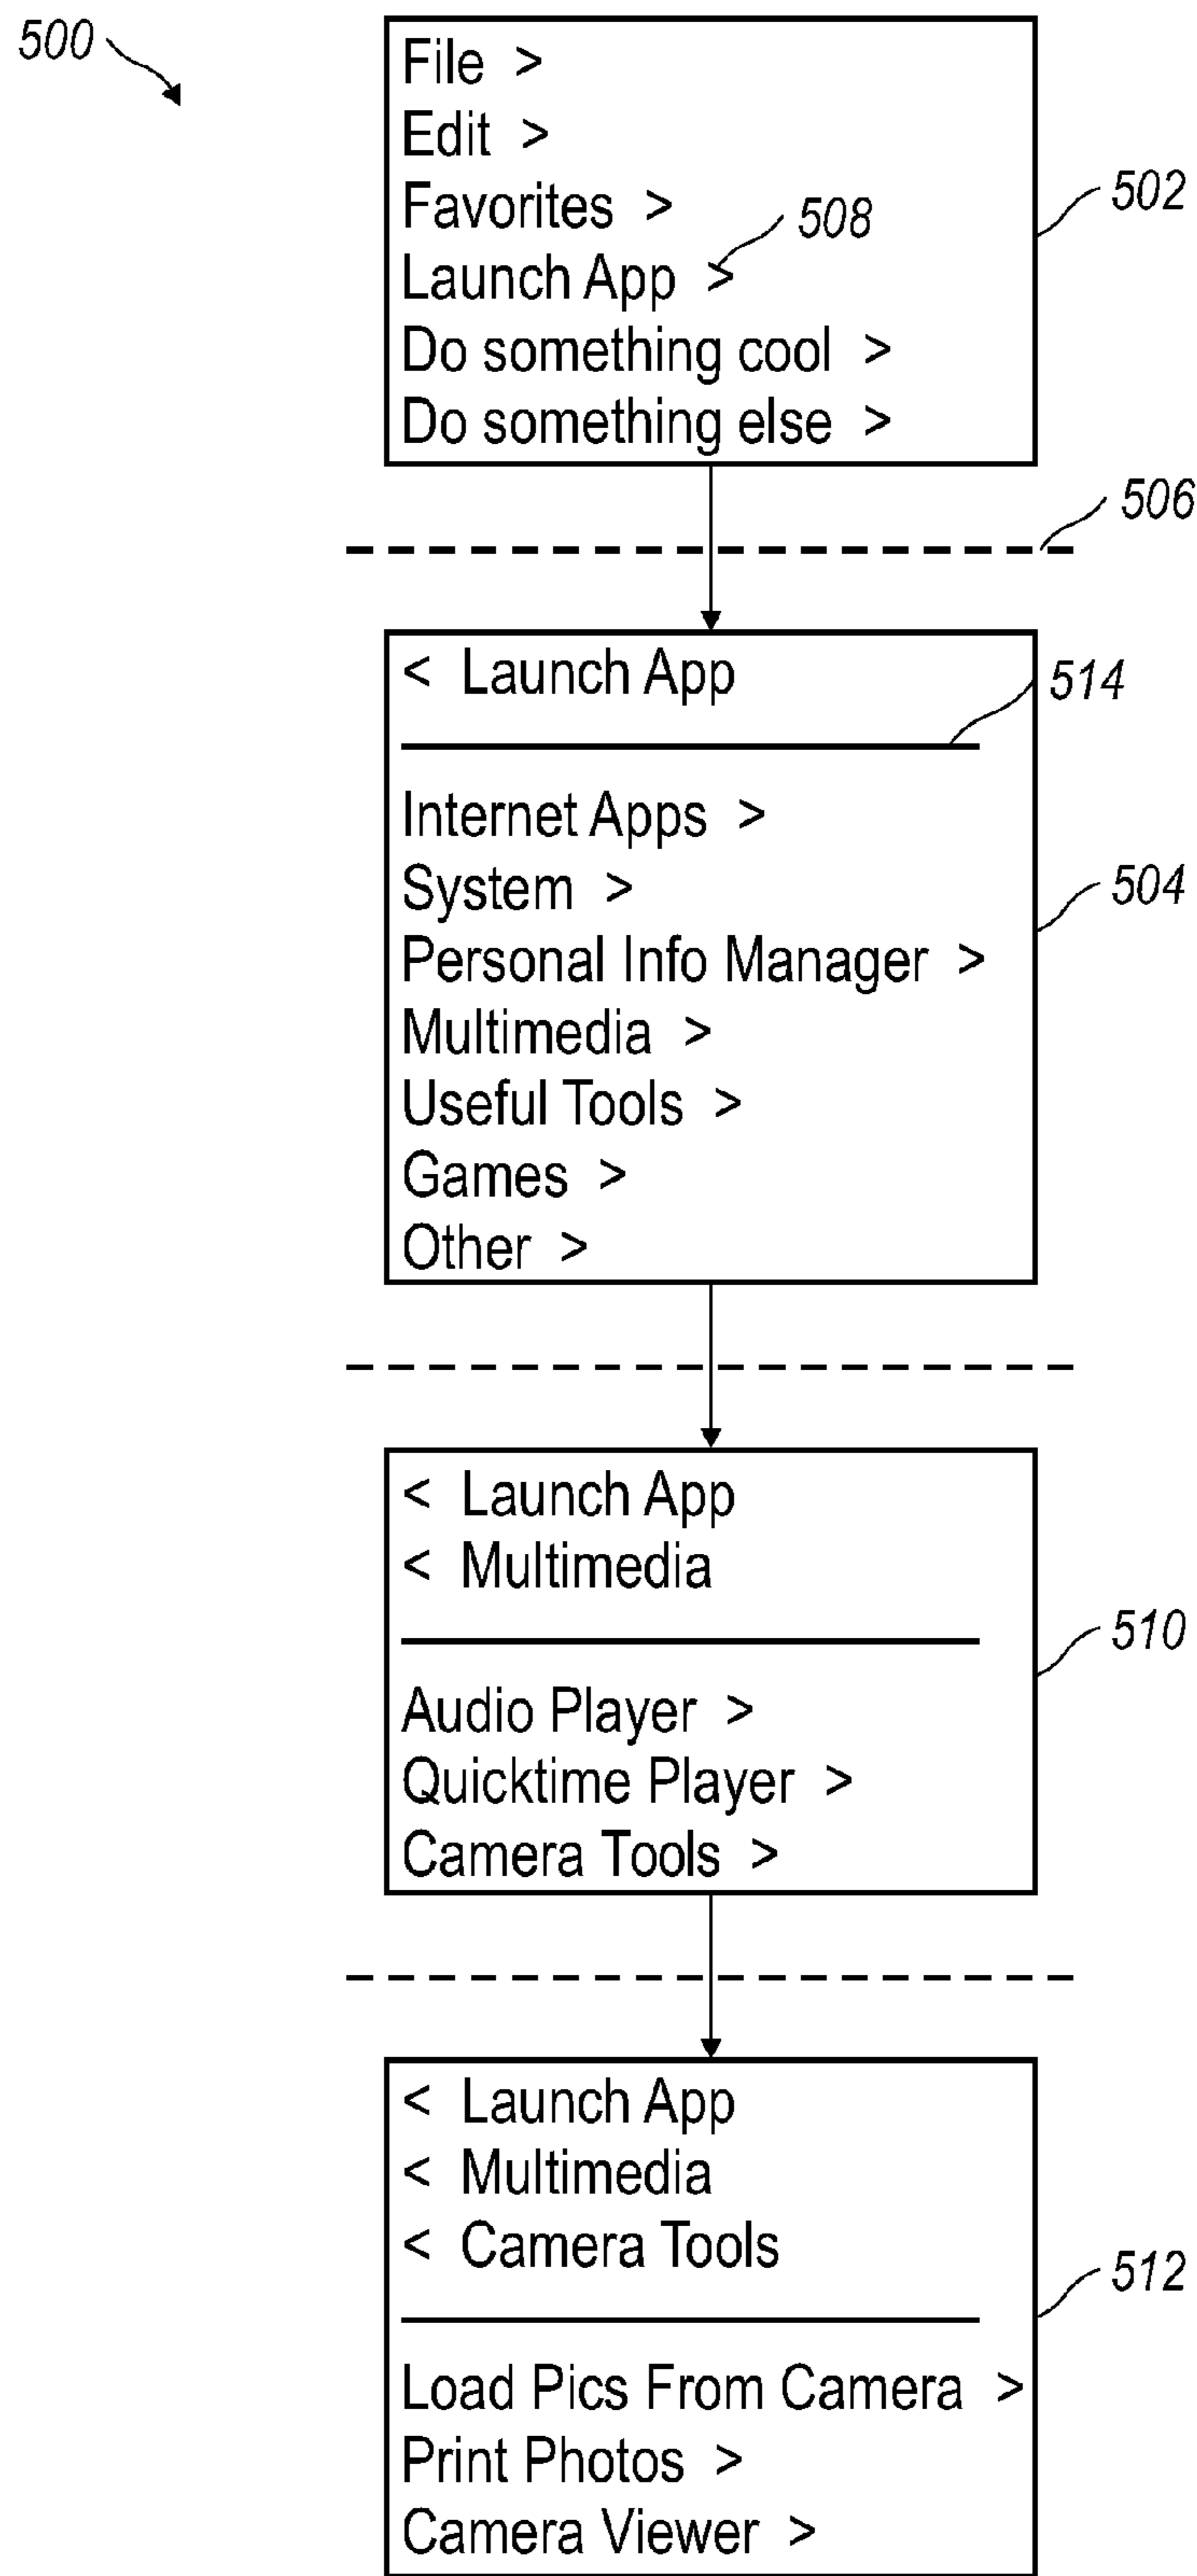 500
File >
Edit >
Favorites >
Launch App >
Do something cool >
Do something else >
502
508
506
< Launch App
514
Internet Apps >
System >
Personal Info Manager >
Multimedia >
Useful Tools >
Games >
Other >
504
< Launch App
< Multimedia
Audio Player >
Quicktime Player >
Camera Tools >
510
< Launch App
< Multimedia
< Camera Tools
Load Pics From Camera >
Print Photos >
Camera Viewer >
512